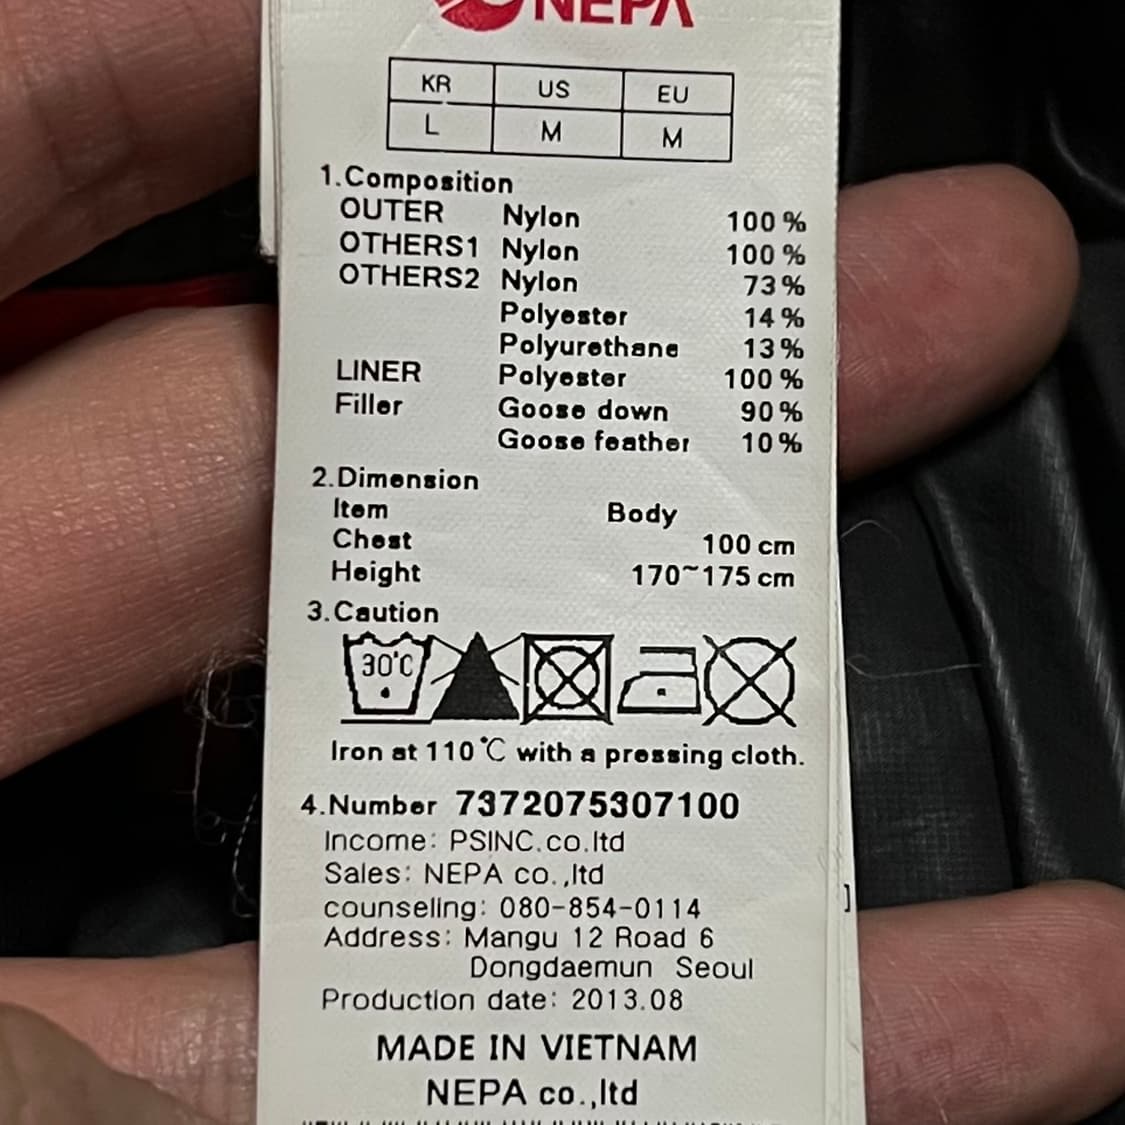 NEPA
KR US EU
L M M
1.Composition
OUTER Nylon 100 %
OTHERS1 Nylon 100 %
OTHERS2 Nylon 73 %
Polyester 14 %
Polyurethane 13 %
LINER Polyester 100 %
Filler Goose down 90 %
Goose feather 10 %
2.Dimension
Item Body
Chest 100 cm
Height 170~175 cm
3.Caution
30℃
Iron at 110℃ with a pressing cloth.
4.Number 7372075307100
Income: PSINC.co.ltd
Sales: NEPA co.,ltd
counseling: 080-854-0114
Address: Mangu 12 Road 6
Dongdaemun Seoul
Production date: 2013.08
MADE IN VIETNAM
NEPA co.,ltd